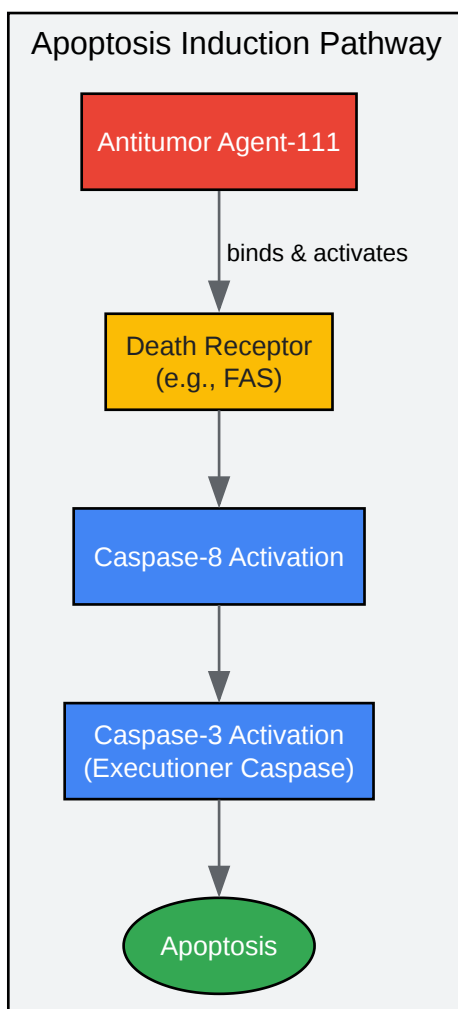 Apoptosis Induction Pathway
Antitumor Agent-111
binds & activates
Death Receptor
(e.g., FAS)
Caspase-8 Activation
Caspase-3 Activation
(Executioner Caspase)
Apoptosis